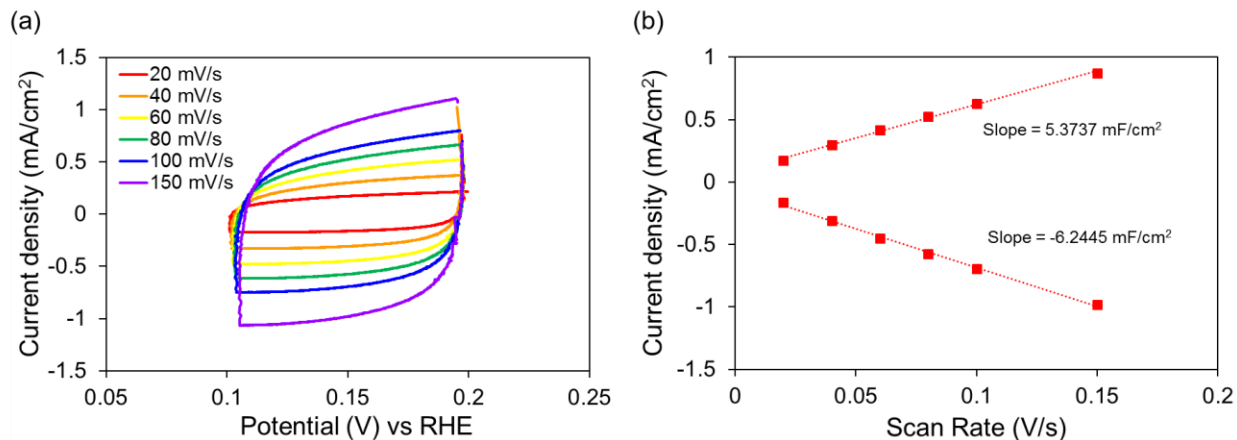 (a)
1.5
1
0.5
0
-0.5
-1
-1.5
Current density (mA/cm²)
20 mV/s
40 mV/s
60 mV/s
80 mV/s
100 mV/s
150 mV/s
0.05
0.1
0.15
0.2
0.25
Potential (V) vs RHE
(b)
1
0.5
0
-0.5
-1
-1.5
Current density (mA/cm²)
Slope = 5.3737 mF/cm²
Slope = -6.2445 mF/cm²
0
0.05
0.1
0.15
0.2
Scan Rate (V/s)